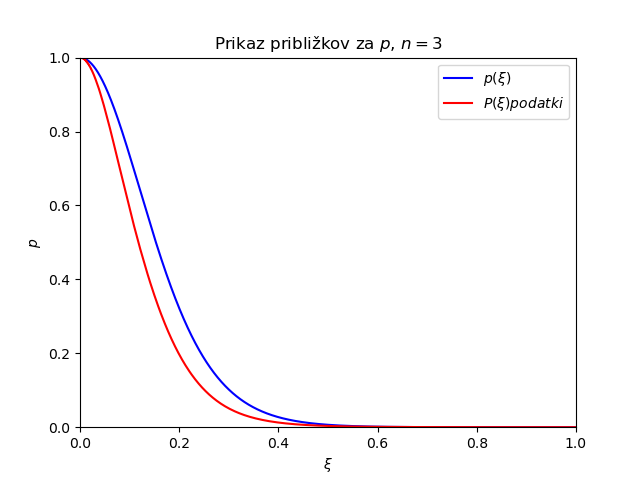 Prikaz približkov za p, n = 3
p(ξ)
P(ξ)podatki
p
1.0
0.8
0.6
0.4
0.2
0.0
0.0 0.2 0.4 0.6 0.8 1.0
ξ